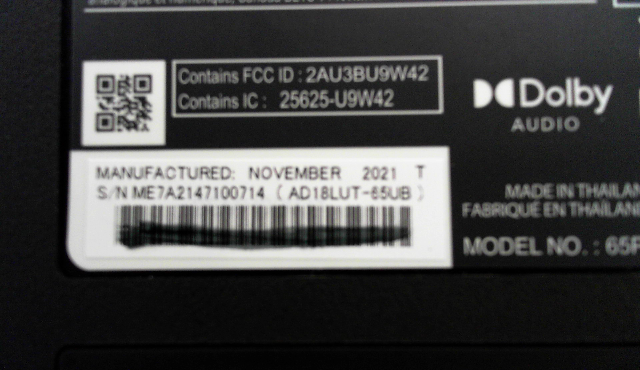 Contains FCC ID : 2AU3BU9W42
Contains IC : 25625-U9W42
Dolby
AUDIO
MANUFACTURED: NOVEMBER 2021 T
S/N ME7A2147100714 ( AD18LUT-65UB )
MADE IN THAILAN
FABRIQUÉ EN THAÏLAN
MODEL NO. : 65